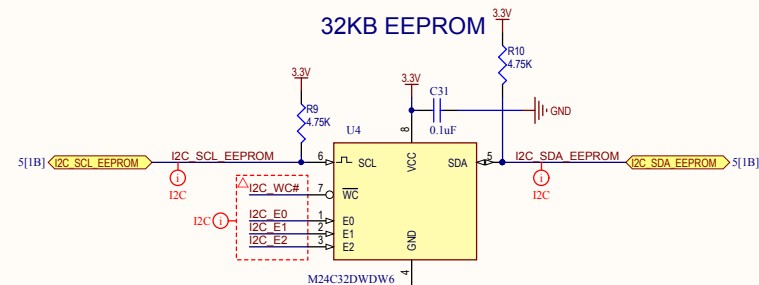 32KB EEPROM
3.3V
R10
4.75K
3.3V
R9
4.75K
3.3V
C31
0.1uF
GND
U4
8
5[1B]
I2C_SCL_EEPROM
I2C_SCL_EEPROM
6
SCL
VCC
SDA
5
I2C_SDA_EEPROM
I2C_SDA_EEPROM
5[1B]
i
I2C
i
I2C
I2C_WC#
7
WC
I2C
i
I2C_E0
1
E0
I2C_E1
2
E1
I2C_E2
3
E2
GND
4
M24C32DWDW6